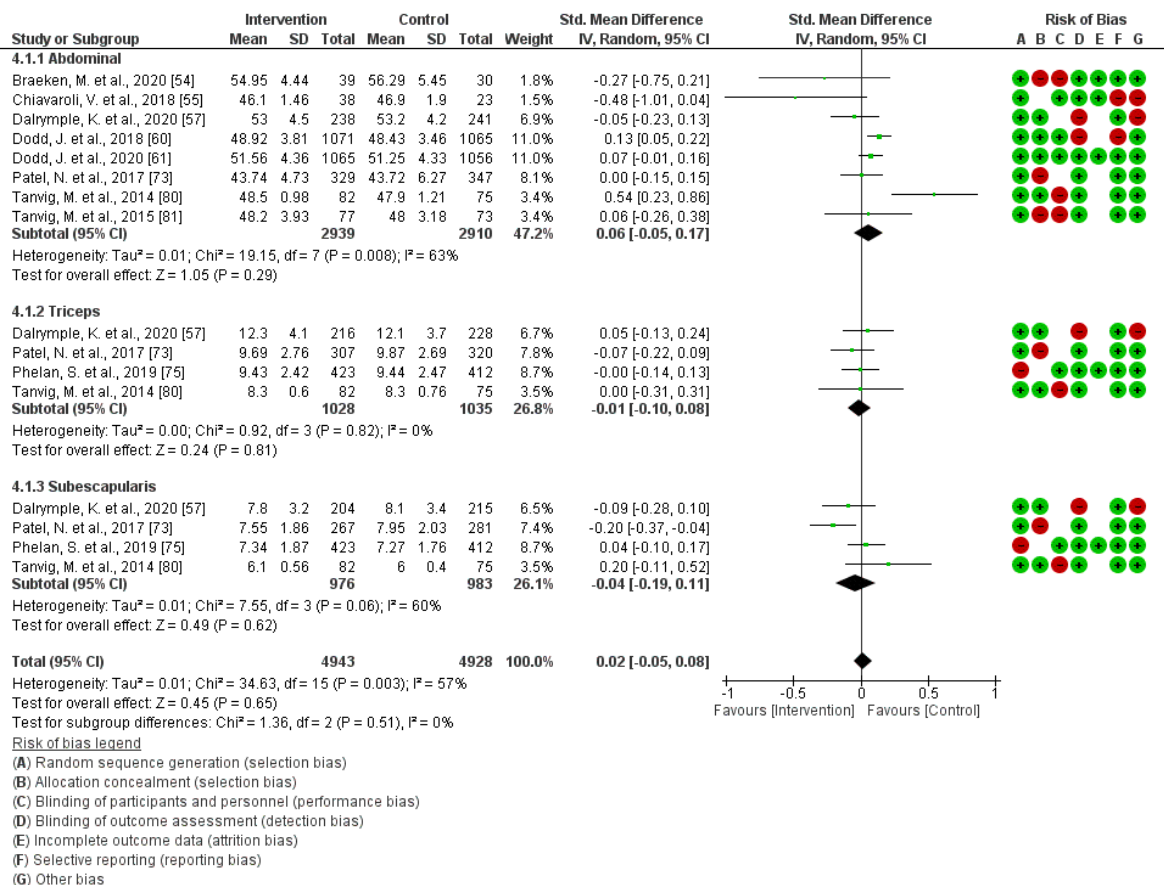 Intervention Control Std. Mean Difference Std. Mean Difference Risk of Bias
Study or Subgroup Mean SD Total Mean SD Total Weight IV, Random, 95% CI IV, Random, 95% CI A B C D E F G
4.1.1 Abdominal
Braeken, M. et al., 2020 [54] 54.95 4.44 39 56.29 5.45 30 1.8% -0.27 [-0.75, 0.21]
Chiavaroli, V. et al., 2018 [55] 46.1 1.46 38 46.9 1.9 23 1.5% -0.48 [-1.01, 0.04]
Dalrymple, K. et al., 2020 [57] 53 4.5 238 53.2 4.2 241 6.9% -0.05 [-0.23, 0.13]
Dodd, J. et al., 2018 [60] 48.92 3.81 1071 48.43 3.46 1065 11.0% 0.13 [0.05, 0.22]
Dodd, J. et al., 2020 [61] 51.56 4.36 1065 51.25 4.33 1056 11.0% 0.07 [-0.01, 0.16]
Patel, N. et al., 2017 [73] 43.74 4.73 329 43.72 6.27 347 8.1% 0.00 [-0.15, 0.15]
Tanvig, M. et al., 2014 [80] 48.5 0.98 82 47.9 1.21 75 3.4% 0.54 [0.23, 0.86]
Tanvig, M. et al., 2015 [81] 48.2 3.93 77 48 3.18 73 3.4% 0.06 [-0.26, 0.38]
Subtotal (95% CI) 2939 2910 47.2% 0.06 [-0.05, 0.17]
Heterogeneity: Tau² = 0.01; Chi² = 19.15, df = 7 (P = 0.008); I² = 63%
Test for overall effect: Z = 1.05 (P = 0.29)
4.1.2 Triceps
Dalrymple, K. et al., 2020 [57] 12.3 4.1 216 12.1 3.7 228 6.7% 0.05 [-0.13, 0.24]
Patel, N. et al., 2017 [73] 9.69 2.76 307 9.87 2.69 320 7.8% -0.07 [-0.22, 0.09]
Phelan, S. et al., 2019 [75] 9.43 2.42 423 9.44 2.47 412 8.7% -0.00 [-0.14, 0.13]
Tanvig, M. et al., 2014 [80] 8.3 0.6 82 8.3 0.76 75 3.5% 0.00 [-0.31, 0.31]
Subtotal (95% CI) 1028 1035 26.8% -0.01 [-0.10, 0.08]
Heterogeneity: Tau² = 0.00; Chi² = 0.92, df = 3 (P = 0.82); I² = 0%
Test for overall effect: Z = 0.24 (P = 0.81)
4.1.3 Subescapularis
Dalrymple, K. et al., 2020 [57] 7.8 3.2 204 8.1 3.4 215 6.5% -0.09 [-0.28, 0.10]
Patel, N. et al., 2017 [73] 7.55 1.86 267 7.95 2.03 281 7.4% -0.20 [-0.37, -0.04]
Phelan, S. et al., 2019 [75] 7.34 1.87 423 7.27 1.76 412 8.7% 0.04 [-0.10, 0.17]
Tanvig, M. et al., 2014 [80] 6.1 0.56 82 6 0.4 75 3.5% 0.20 [-0.11, 0.52]
Subtotal (95% CI) 976 983 26.1% -0.04 [-0.19, 0.11]
Heterogeneity: Tau² = 0.01; Chi² = 7.55, df = 3 (P = 0.06); I² = 60%
Test for overall effect: Z = 0.49 (P = 0.62)
Total (95% CI) 4943 4928 100.0% 0.02 [-0.05, 0.08]
Heterogeneity: Tau² = 0.01; Chi² = 34.63, df = 15 (P = 0.003); I² = 57%
Test for overall effect: Z = 0.45 (P = 0.65)
Test for subgroup differences: Chi² = 1.36, df = 2 (P = 0.51), I² = 0%
-1 -0.5 0 0.5 1
Favours [Intervention] Favours [Control]
Risk of bias legend
(A) Random sequence generation (selection bias)
(B) Allocation concealment (selection bias)
(C) Blinding of participants and personnel (performance bias)
(D) Blinding of outcome assessment (detection bias)
(E) Incomplete outcome data (attrition bias)
(F) Selective reporting (reporting bias)
(G) Other bias